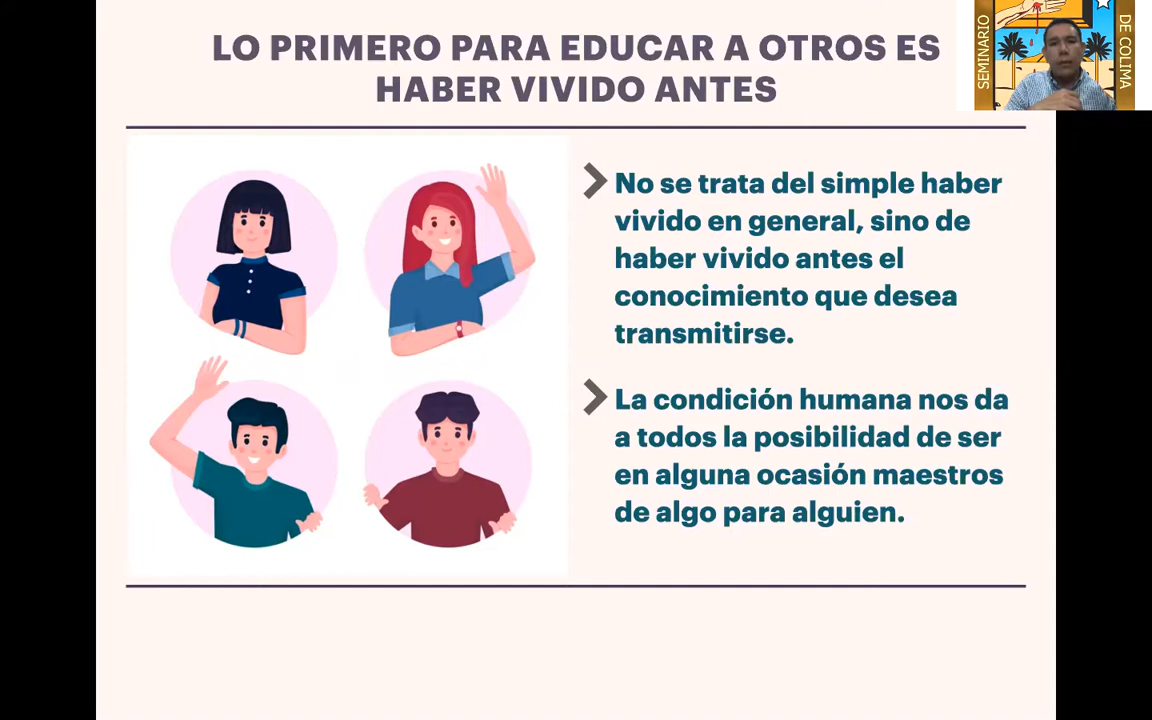 LO PRIMERO PARA EDUCAR A OTROS ES
HABER VIVIDO ANTES
SEMINARIO
DE COLIMA
No se trata del simple haber
vivido en general, sino de
haber vivido antes el
conocimiento que desea
transmitirse.
La condición humana nos da
a todos la posibilidad de ser
en alguna ocasión maestros
de algo para alguien.